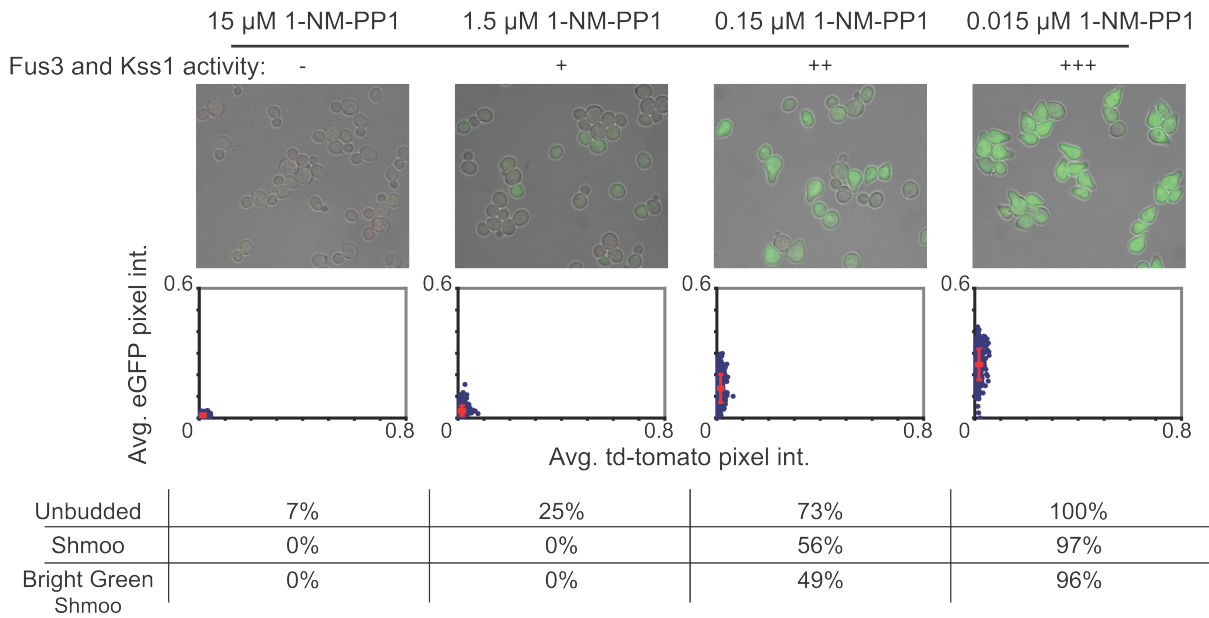 15 µM 1-NM-PP1 1.5 µM 1-NM-PP1 0.15 µM 1-NM-PP1 0.015 µM 1-NM-PP1
Fus3 and Kss1 activity: - + ++ +++
Avg. eGFP pixel int.
0.6 0.6 0.6 0.6
0 0.8 0 0.8 0 0.8 0 0.8
Avg. td-tomato pixel int.
Unbudded 7% 25% 73% 100%
Shmoo 0% 0% 56% 97%
Bright Green 0% 0% 49% 96%
Shmoo